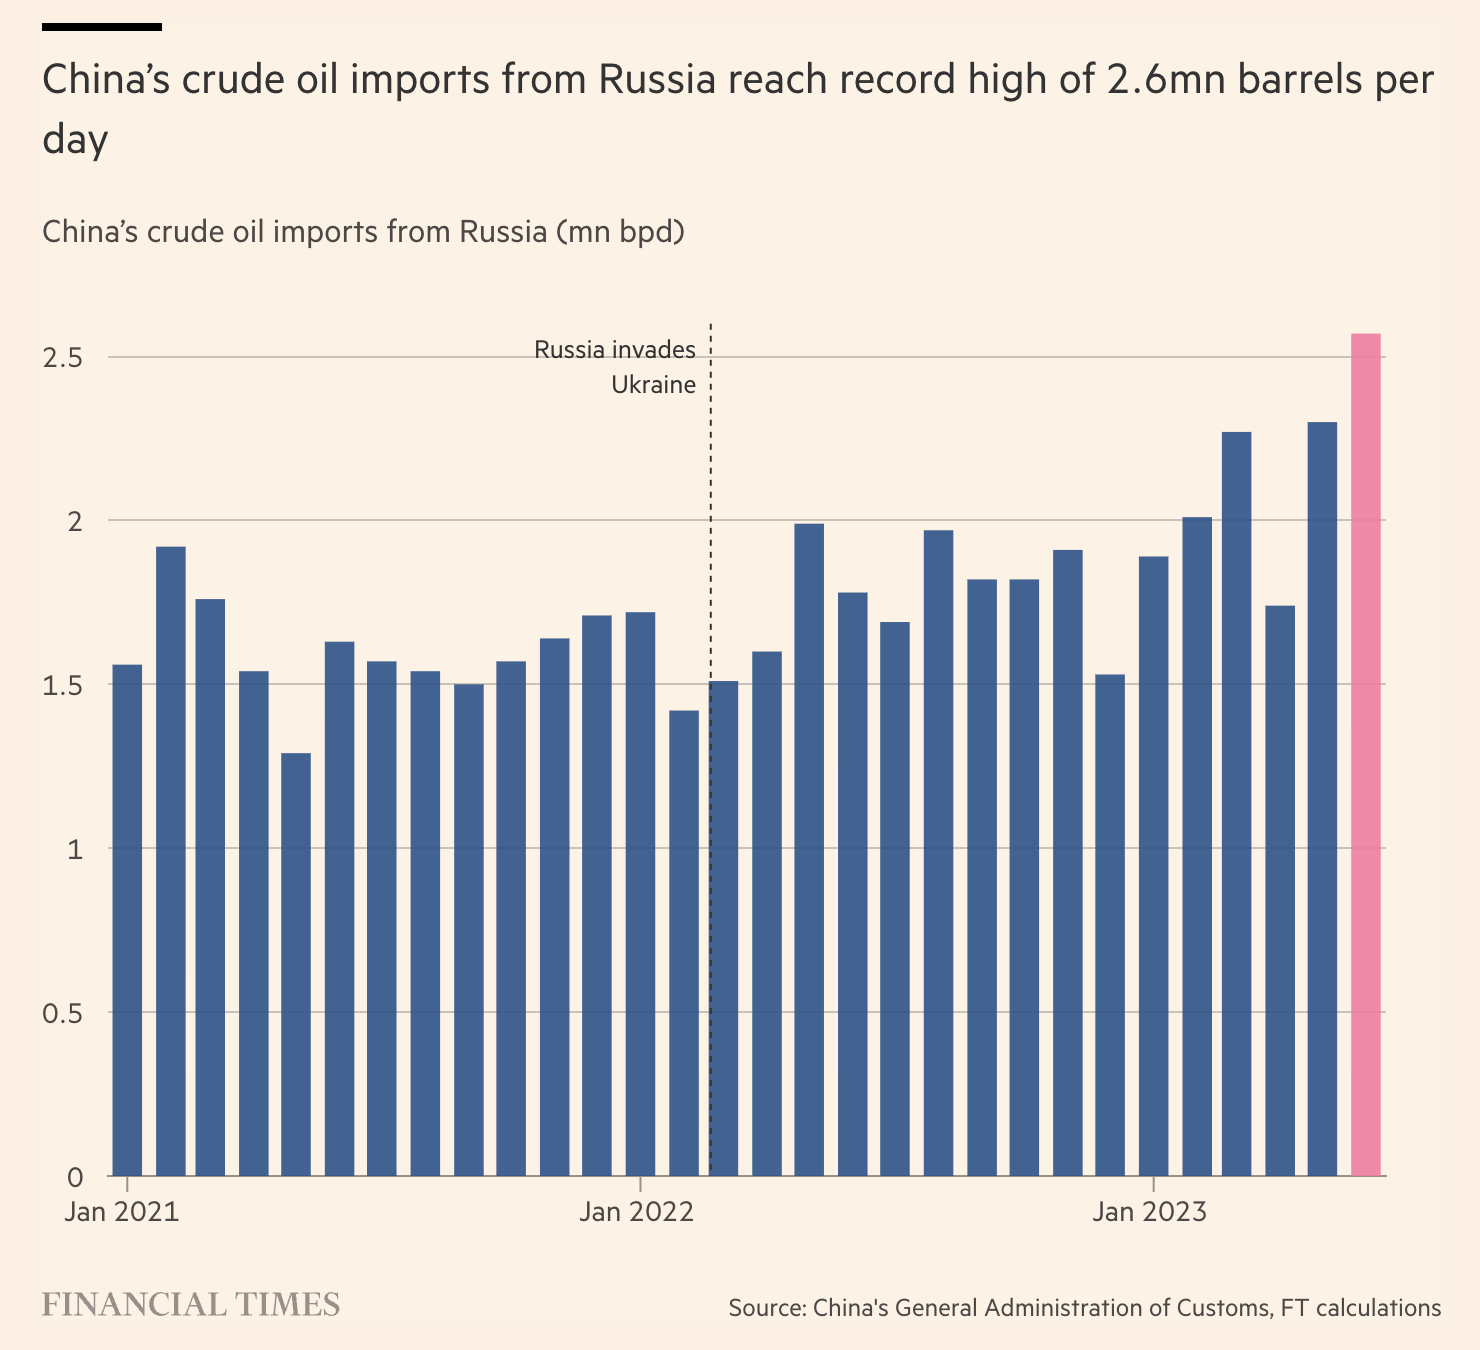 China’s crude oil imports from Russia reach record high of 2.6mn barrels per
day
China’s crude oil imports from Russia (mn bpd)
Russia invades
Ukraine
2.5
2
1.5
1
0.5
0
Jan 2021
Jan 2022
Jan 2023
FINANCIAL TIMES
Source: China's General Administration of Customs, FT calculations